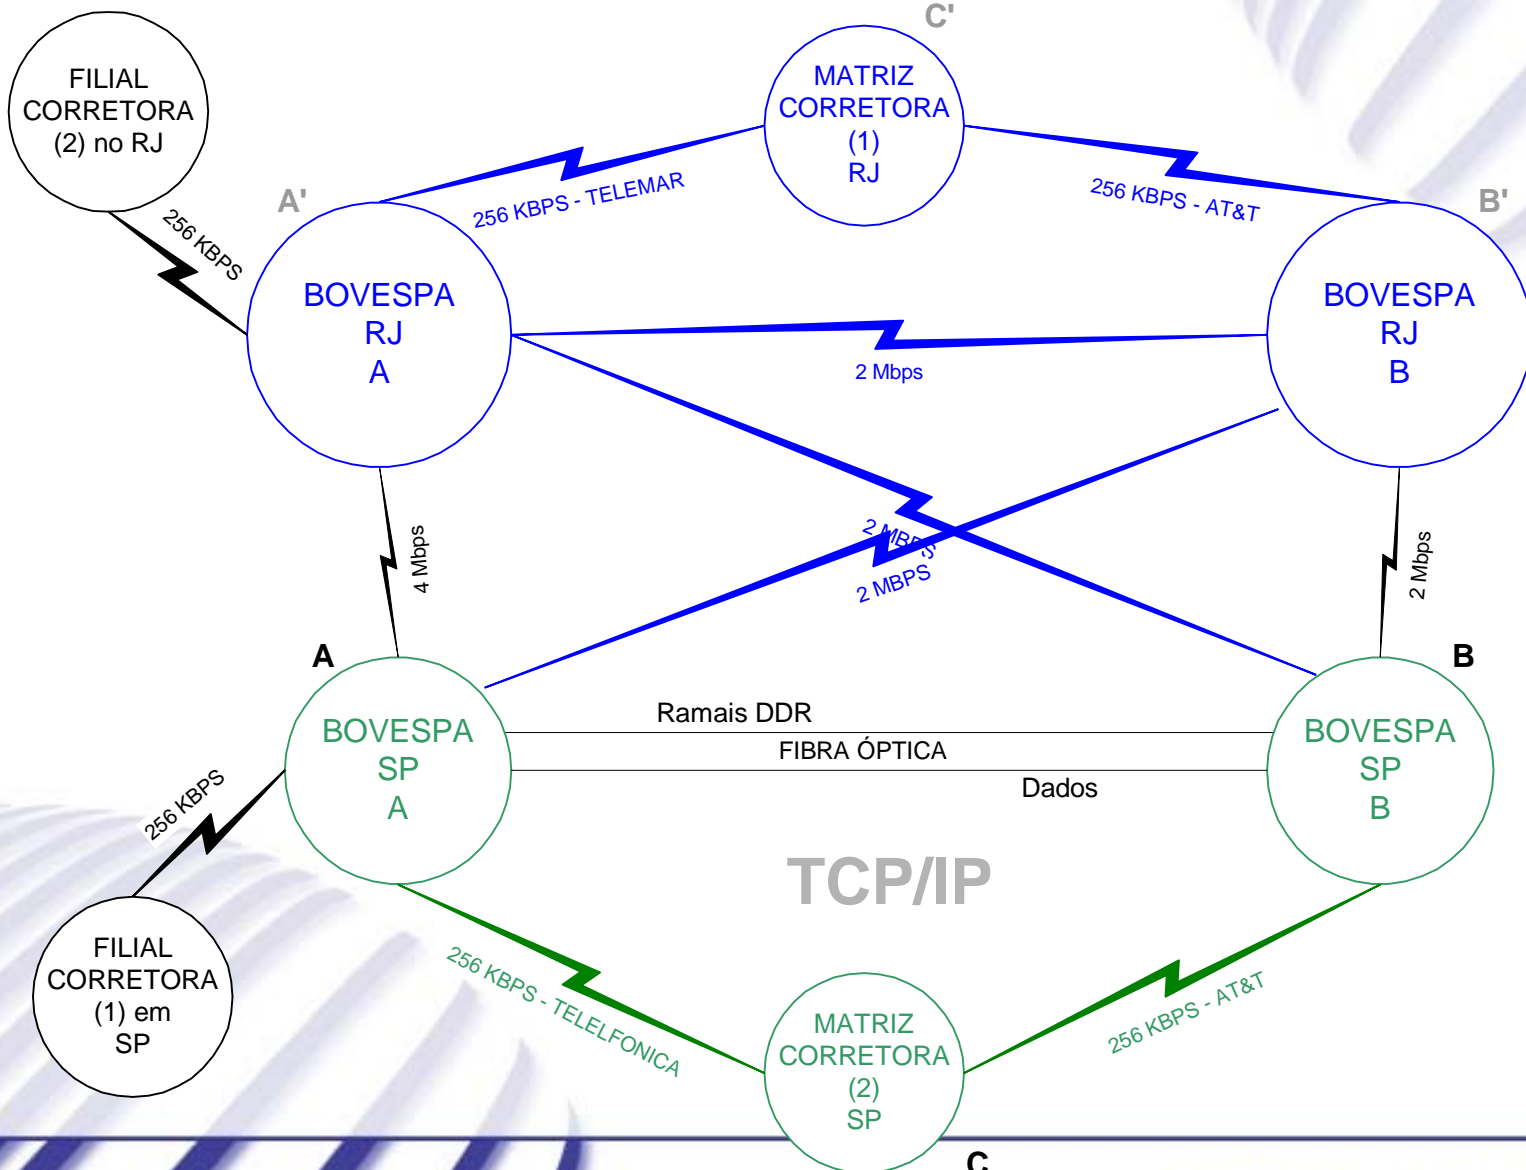 C'
FILIAL
CORRETORA
(2) no RJ
MATRIZ
CORRETORA
(1)
RJ
256 KBPS
A'
256 KBPS - TELEMAR
256 KBPS - AT&T
B'
BOVESPA
RJ
A
BOVESPA
RJ
B
2 Mbps
4 Mbps
2 MBPS
2 MBPS
2 Mbps
A
B
BOVESPA
SP
A
Ramais DDR
FIBRA ÓPTICA
Dados
BOVESPA
SP
B
256 KBPS
TCP/IP
FILIAL
CORRETORA
(1) em
SP
256 KBPS - TELELFONICA
256 KBPS - AT&T
MATRIZ
CORRETORA
(2)
SP
C